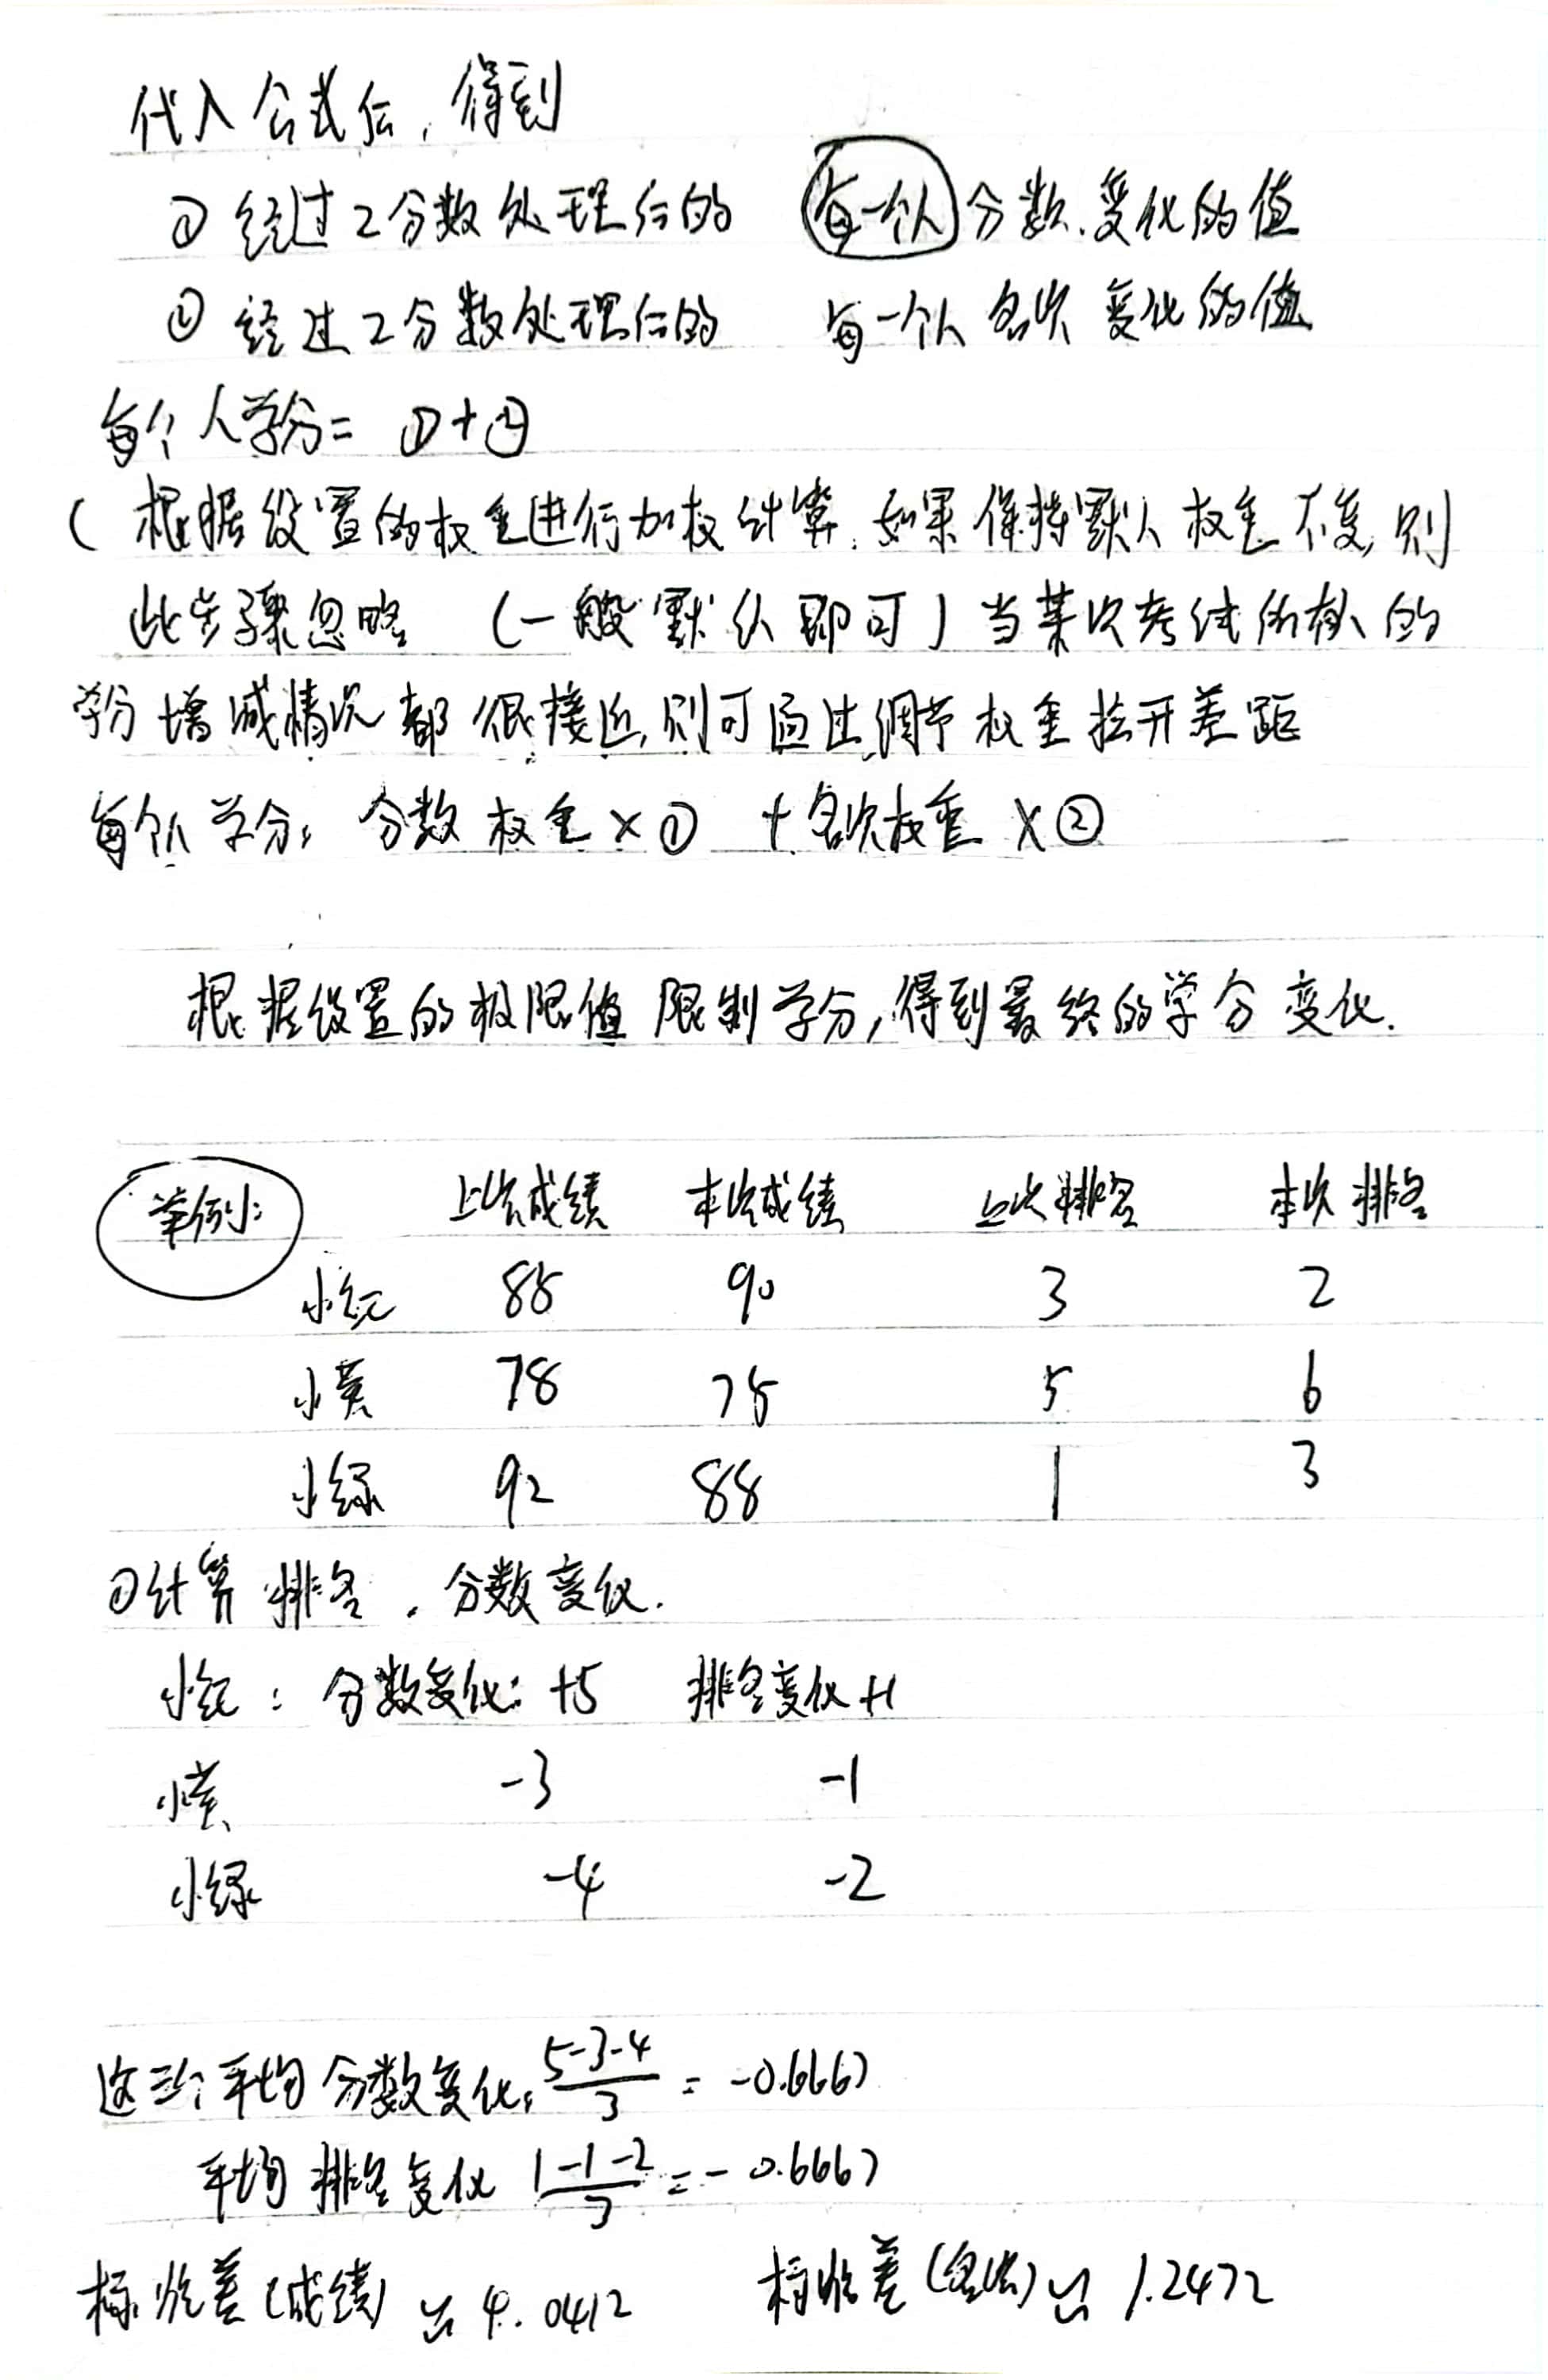 代入公式后，得到
① 经过Z分数处理后的 每一个人分数变化的值
② 经过Z分数处理后的 每一个人名次变化的值
每个人学分= ①+②
( 根据设置的权重进行加权计算，如果保持默认权重不变，则
此步骤忽略 (一般默认即可) 当某次考试所有人的
学分增减情况都很接近,则可通过调节权重拉开差距
每个人学分: 分数权重×① +名次权重×②
根据设置的极限值限制学分,得到最终的学分变化.
举例: 上次成绩 本次成绩 上次排名 本次排名
小红 85 90 3 2
小黄 78 75 5 6
小绿 92 88 1 3
①计算排名，分数变化.
小红: 分数变化: +5 排名变化 +1
小黄 -3 -1
小绿 -4 -2
这三个平均分数变化: (5-3-4)/3 = -0.6667
平均排名变化 (1-1-2)/3 = -0.6667
标准差(成绩) ≈ 4.0412 标准差(名次) ≈ 1.2472